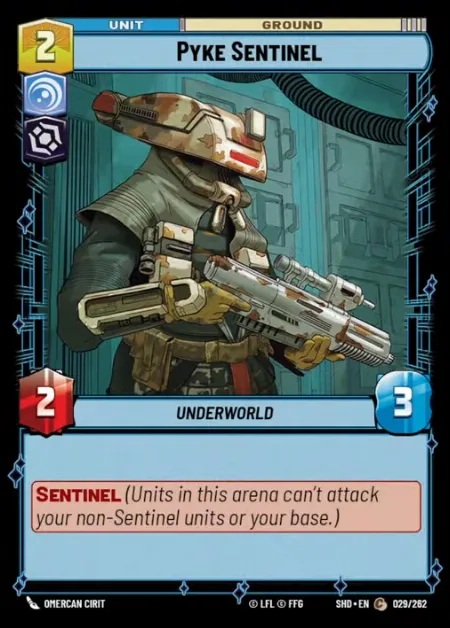 UNIT
GROUND
2
PYKE SENTINEL
2
UNDERWORLD
3
SENTINEL (Units in this arena can't attack
your non-Sentinel units or your base.)
OMERCAN CIRIT
© LFL © FFG
SHD • EN C 029/262